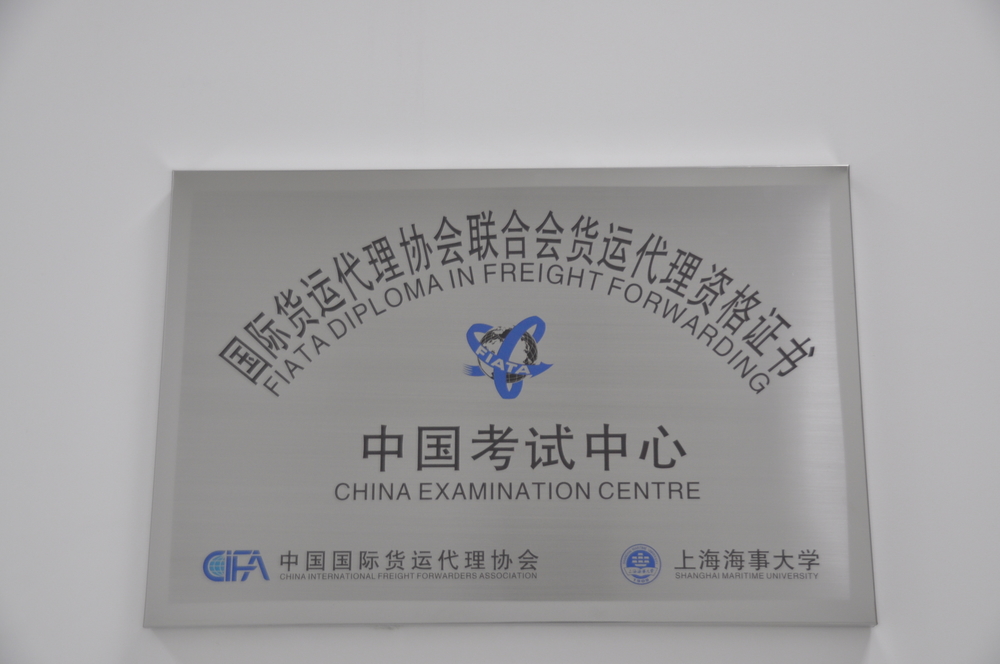 国际货运代理协会联合会货运代理资格证书
FIATA DIPLOMA IN FREIGHT FORWARDING
FIATA
中国考试中心
CHINA EXAMINATION CENTRE
CIFA 中国国际货运代理协会
CHINA INTERNATIONAL FREIGHT FORWARDERS ASSOCIATION
上海海事大学
SHANGHAI MARITIME UNIVERSITY